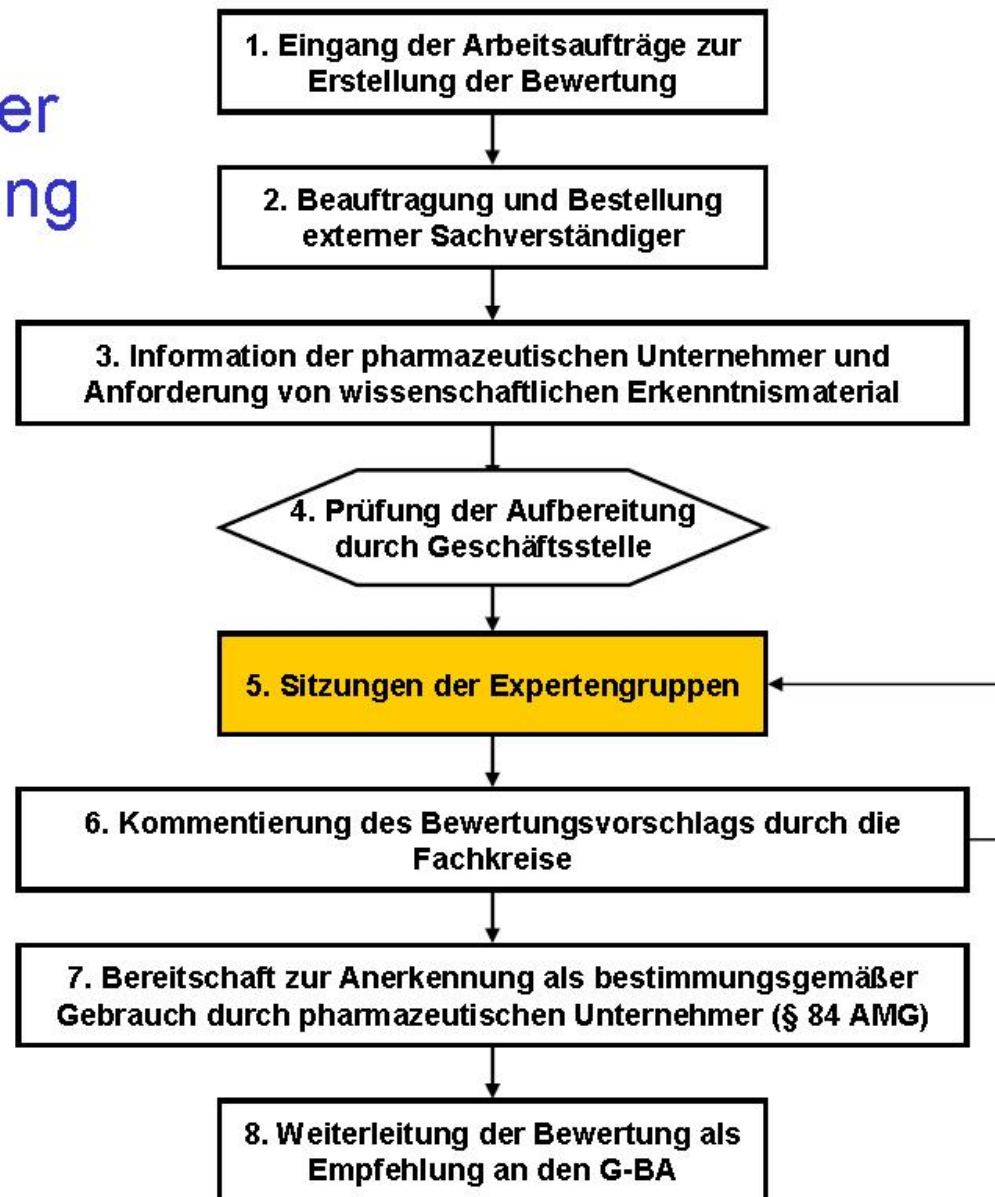 er
ung
1. Eingang der Arbeitsaufträge zur
Erstellung der Bewertung
2. Beauftragung und Bestellung
externer Sachverständiger
3. Information der pharmazeutischen Unternehmer und
Anforderung von wissenschaftlichen Erkenntnismaterial
4. Prüfung der Aufbereitung
durch Geschäftsstelle
5. Sitzungen der Expertengruppen
6. Kommentierung des Bewertungsvorschlags durch die
Fachkreise
7. Bereitschaft zur Anerkennung als bestimmungsgemäßer
Gebrauch durch pharmazeutischen Unternehmer (§ 84 AMG)
8. Weiterleitung der Bewertung als
Empfehlung an den G-BA